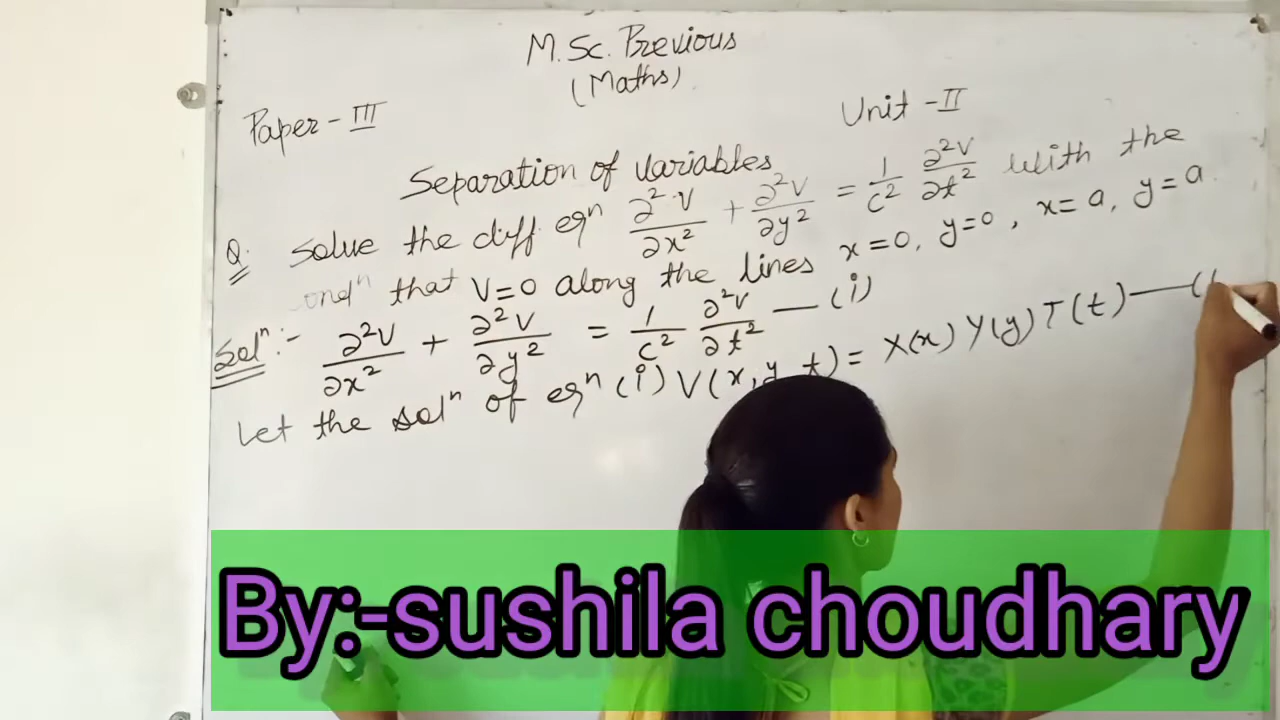 M.Sc. Previous
(Maths)
Paper - III
Unit - II
Separation of variables
Q. Solve the diff. eqⁿ ∂²V/∂x² + ∂²V/∂y² = 1/c² ∂²V/∂t² with the
ondⁿ that V=0 along the lines x=0, y=0, x=a, y=a.
Solⁿ:- ∂²V/∂x² + ∂²V/∂y² = 1/c² ∂²V/∂t² — (i)
Let the solⁿ of eqⁿ (i) V(x, y, t) = X(x) Y(y) T(t) — (
By:-sushila choudhary